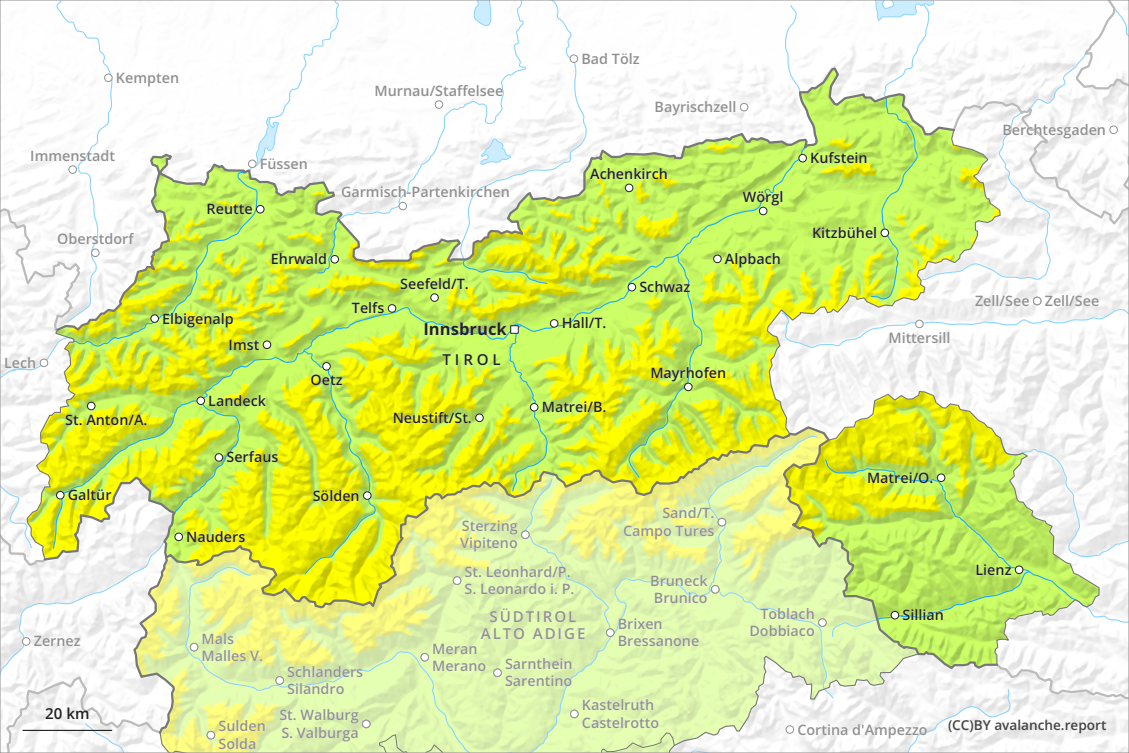 Kempten
Bad Tölz
Murnau/Staffelsee
Bayrischzell
Berchtesgaden
Immenstadt
Füssen
Kufstein
Achenkirch
Garmisch-Partenkirchen
Wörgl
Reutte
Oberstdorf
Kitzbühel
Ehrwald
Alpbach
Seefeld/T.
Schwaz
Telfs
Zell/See
Zell/See
Elbigenalp
Innsbruck
Hall/T.
Mittersill
Imst
Lech
TIROL
Oetz
Mayrhofen
Landeck
Matrei/B.
St. Anton/A.
Neustift/St.
Serfaus
Matrei/O.
Galtür
Sölden
Sand/T.
Campo Tures
Sterzing
Vipiteno
Nauders
Lienz
St. Leonhard/P.
S. Leonardo i. P.
Bruneck
Brunico
SÜDTIROL
ALTO ADIGE
Toblach
Dobbiaco
Sillian
Brixen
Bressanone
Zernez
Mals
Malles V.
Meran
Merano
Sarnthein
Sarentino
Schlanders
Silandro
Kastelruth
Castelrotto
St. Walburg
S. Valburga
20 km
Sulden
Solda
Cortina d'Ampezzo
(CC)BY avalanche.report